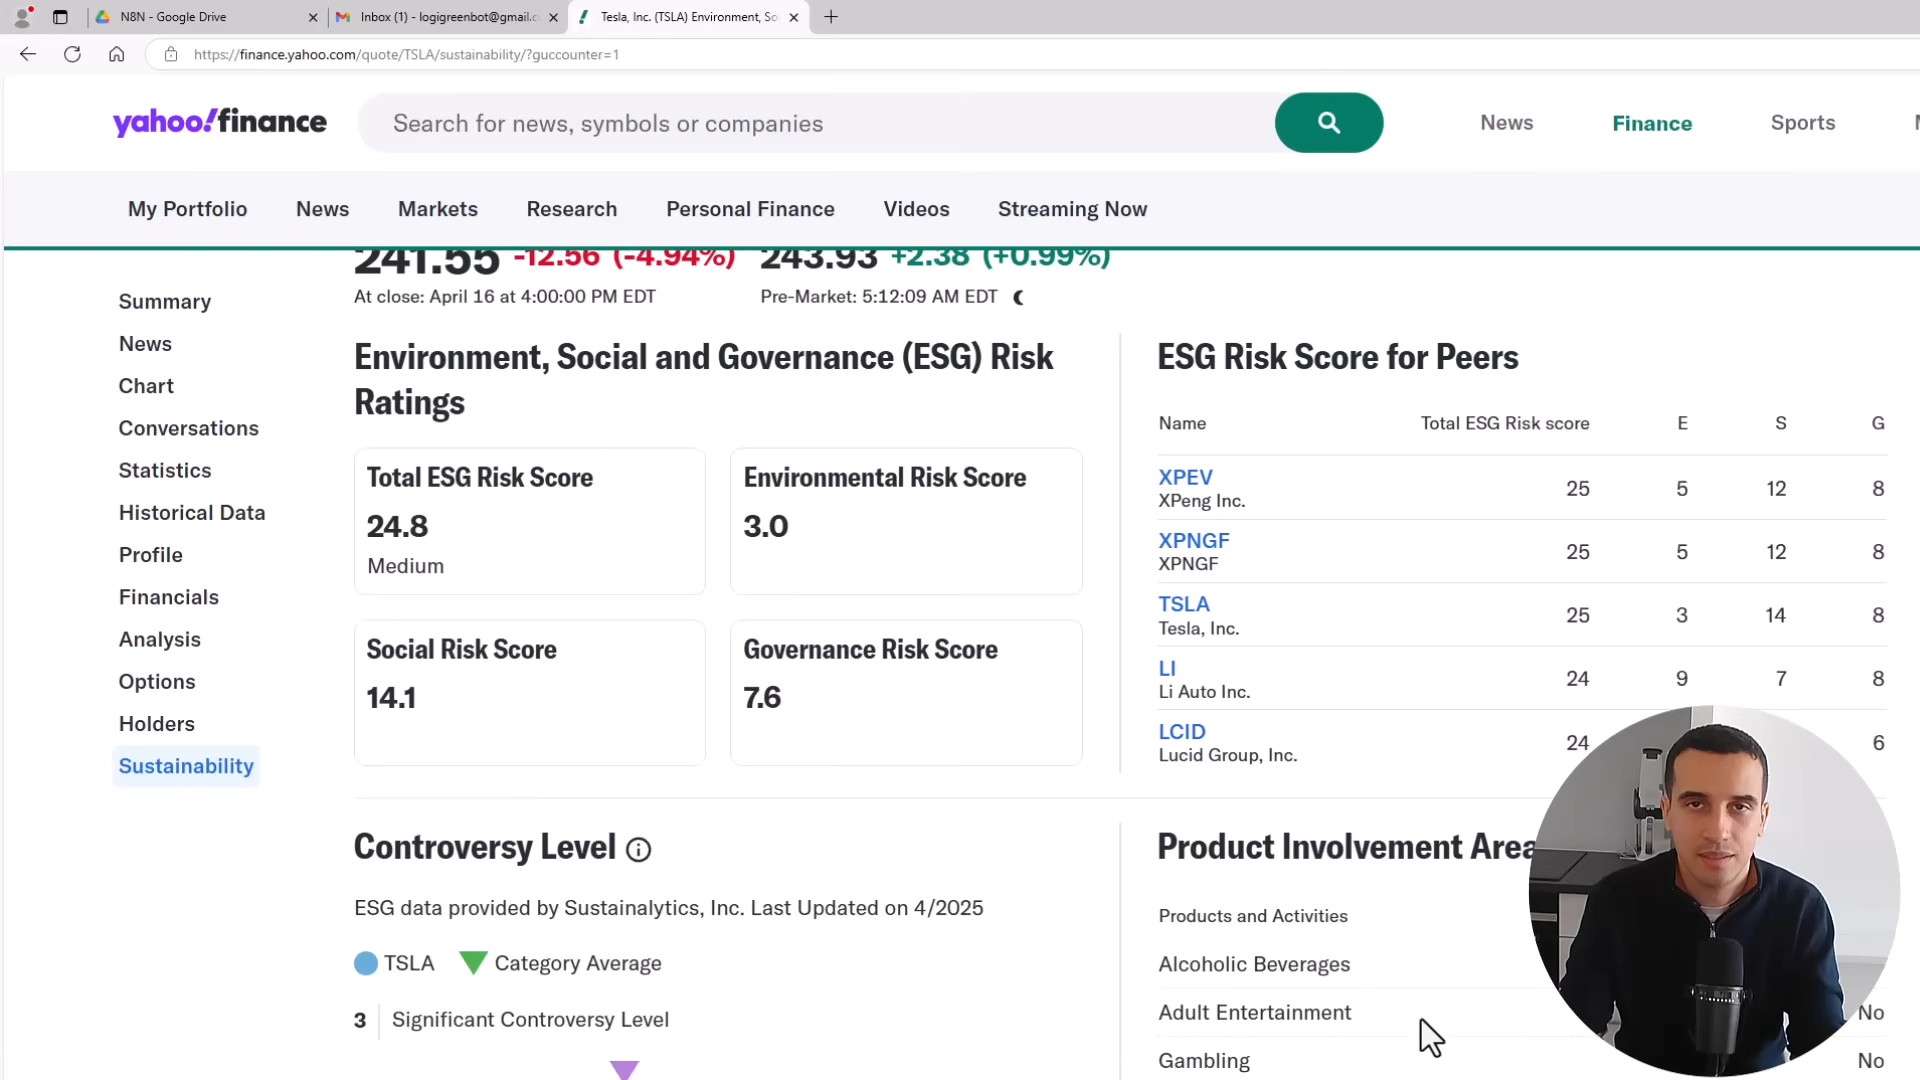 N8N - Google Drive
Inbox (1) - logigreenbot@gmail.c
Tesla, Inc. (TSLA) Environment, So
https://finance.yahoo.com/quote/TSLA/sustainability/?guccounter=1
yahoo!finance
Search for news, symbols or companies
News
Finance
Sports
My Portfolio
News
Markets
Research
Personal Finance
Videos
Streaming Now
241.55 -12.56 (-4.94%)
243.93 +2.38 (+0.99%)
At close: April 16 at 4:00:00 PM EDT
Pre-Market: 5:12:09 AM EDT
Summary
News
Chart
Conversations
Statistics
Historical Data
Profile
Financials
Analysis
Options
Holders
Sustainability
Environment, Social and Governance (ESG) Risk
Ratings
Total ESG Risk Score
24.8
Medium
Environmental Risk Score
3.0
Social Risk Score
14.1
Governance Risk Score
7.6
ESG Risk Score for Peers
Name Total ESG Risk score E S G
XPEV
XPeng Inc.
25 5 12 8
XPNGF
XPNGF
25 5 12 8
TSLA
Tesla, Inc.
25 3 14 8
LI
Li Auto Inc.
24 9 7 8
LCID
Lucid Group, Inc.
24 6
Controversy Level
ESG data provided by Sustainalytics, Inc. Last Updated on 4/2025
TSLA Category Average
3 Significant Controversy Level
Product Involvement Area
Products and Activities
Alcoholic Beverages
Adult Entertainment No
Gambling No